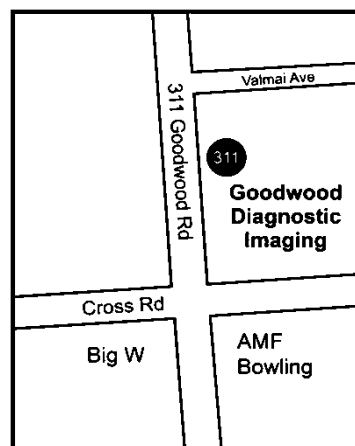 Valmai Ave
311 Goodwood Rd
311
Goodwood
Diagnostic
Imaging
Cross Rd
Big W
AMF
Bowling